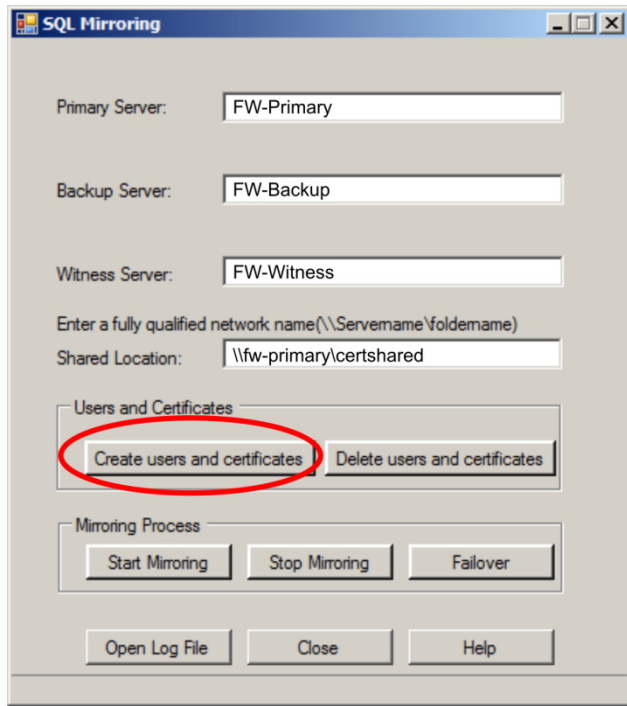 SQL Mirroring
Primary Server: FW-Primary
Backup Server: FW-Backup
Witness Server: FW-Witness
Enter a fully qualified network name(\\Servername\foldername)
Shared Location: \\fw-primary\certshared
Users and Certificates
Create users and certificates Delete users and certificates
Mirroring Process
Start Mirroring Stop Mirroring Failover
Open Log File Close Help